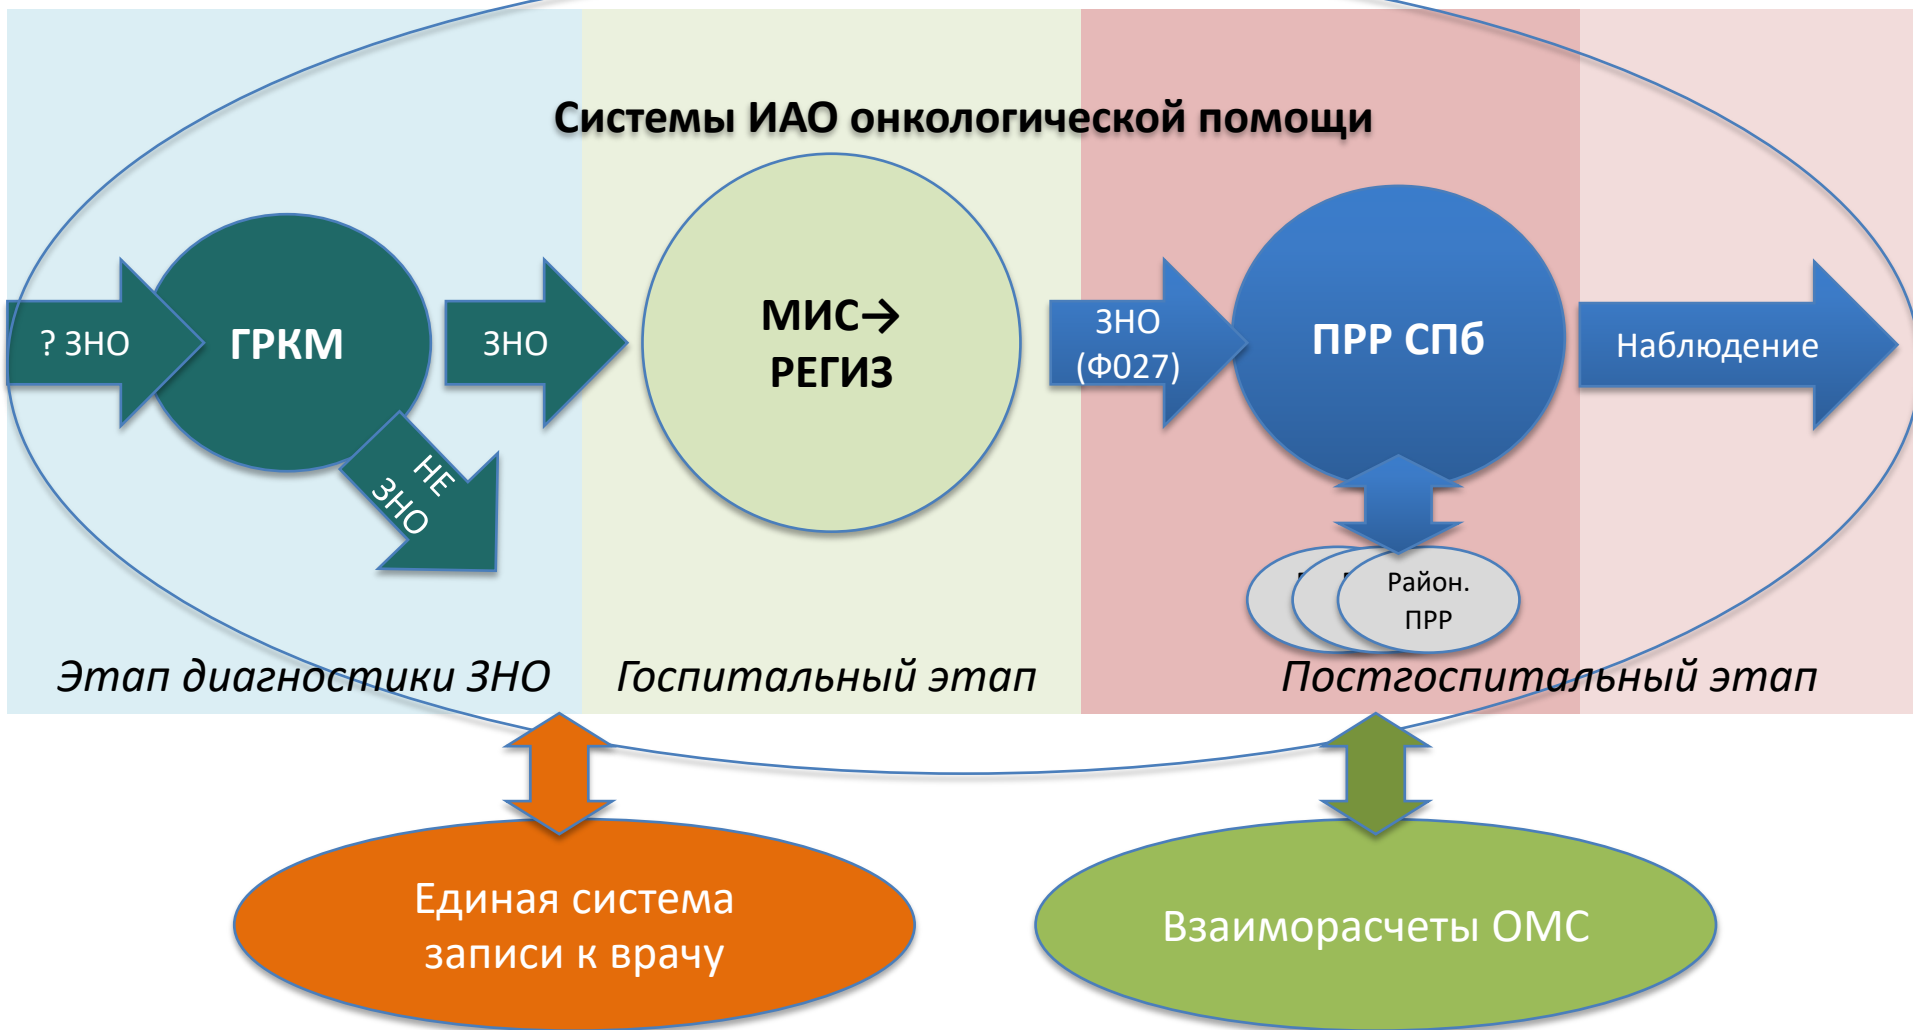 Системы ИАО онкологической помощи
? ЗНО
ГРКМ
ЗНО
НЕ
ЗНО
МИС→
РЕГИЗ
ЗНО
(Ф027)
ПРР СПб
Наблюдение
Район.
ПРР
Этап диагностики ЗНО
Госпитальный этап
Постгоспитальный этап
Единая система
записи к врачу
Взаиморасчеты ОМС